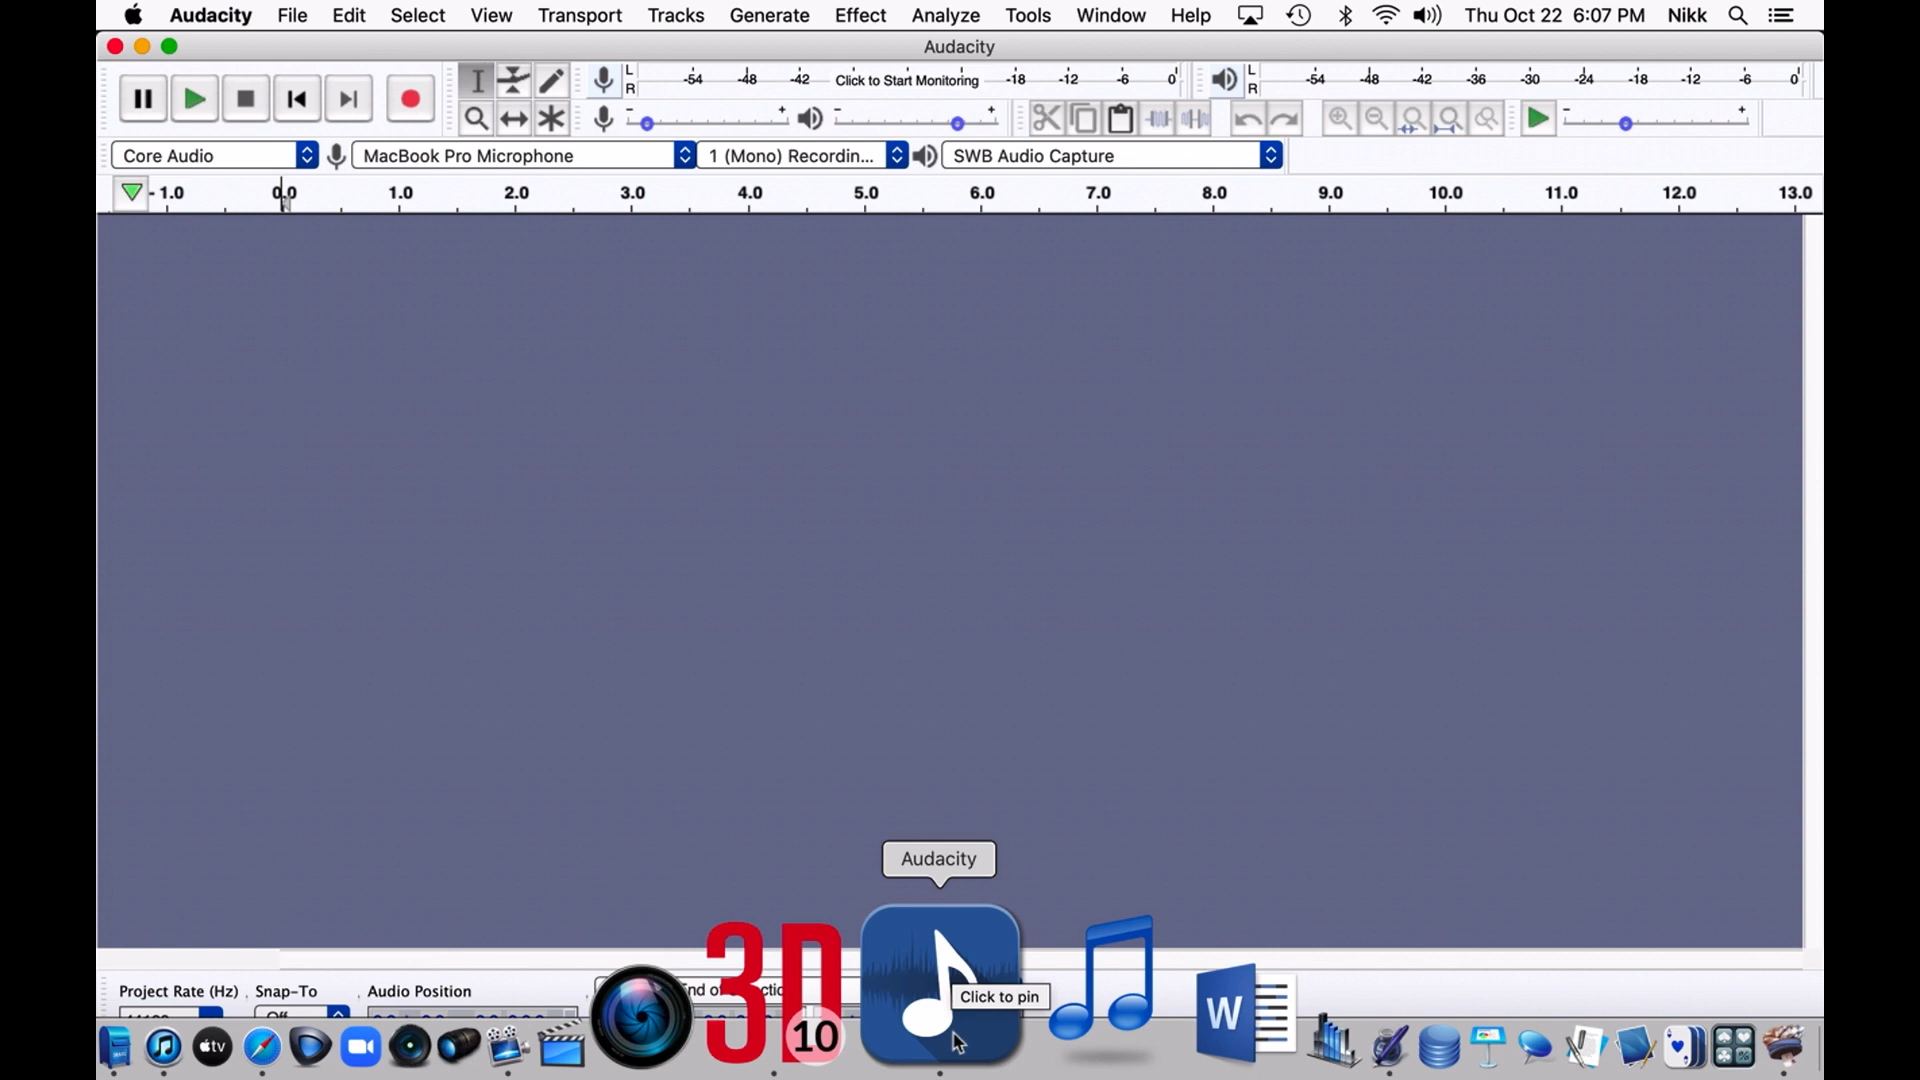 Audacity File Edit Select View Transport Tracks Generate Effect Analyze Tools Window Help Thu Oct 22 6:07 PM Nikk
Audacity
L R -54 -48 -42 Click to Start Monitoring -18 -12 -6 0
L R -54 -48 -42 -36 -30 -24 -18 -12 -6 0
- + - + - +
Core Audio MacBook Pro Microphone 1 (Mono) Recordin... SWB Audio Capture
- 1.0 0.0 1.0 2.0 3.0 4.0 5.0 6.0 7.0 8.0 9.0 10.0 11.0 12.0 13.0
Audacity
Project Rate (Hz) Snap-To Audio Position
Click to pin
3D
10
W
tv